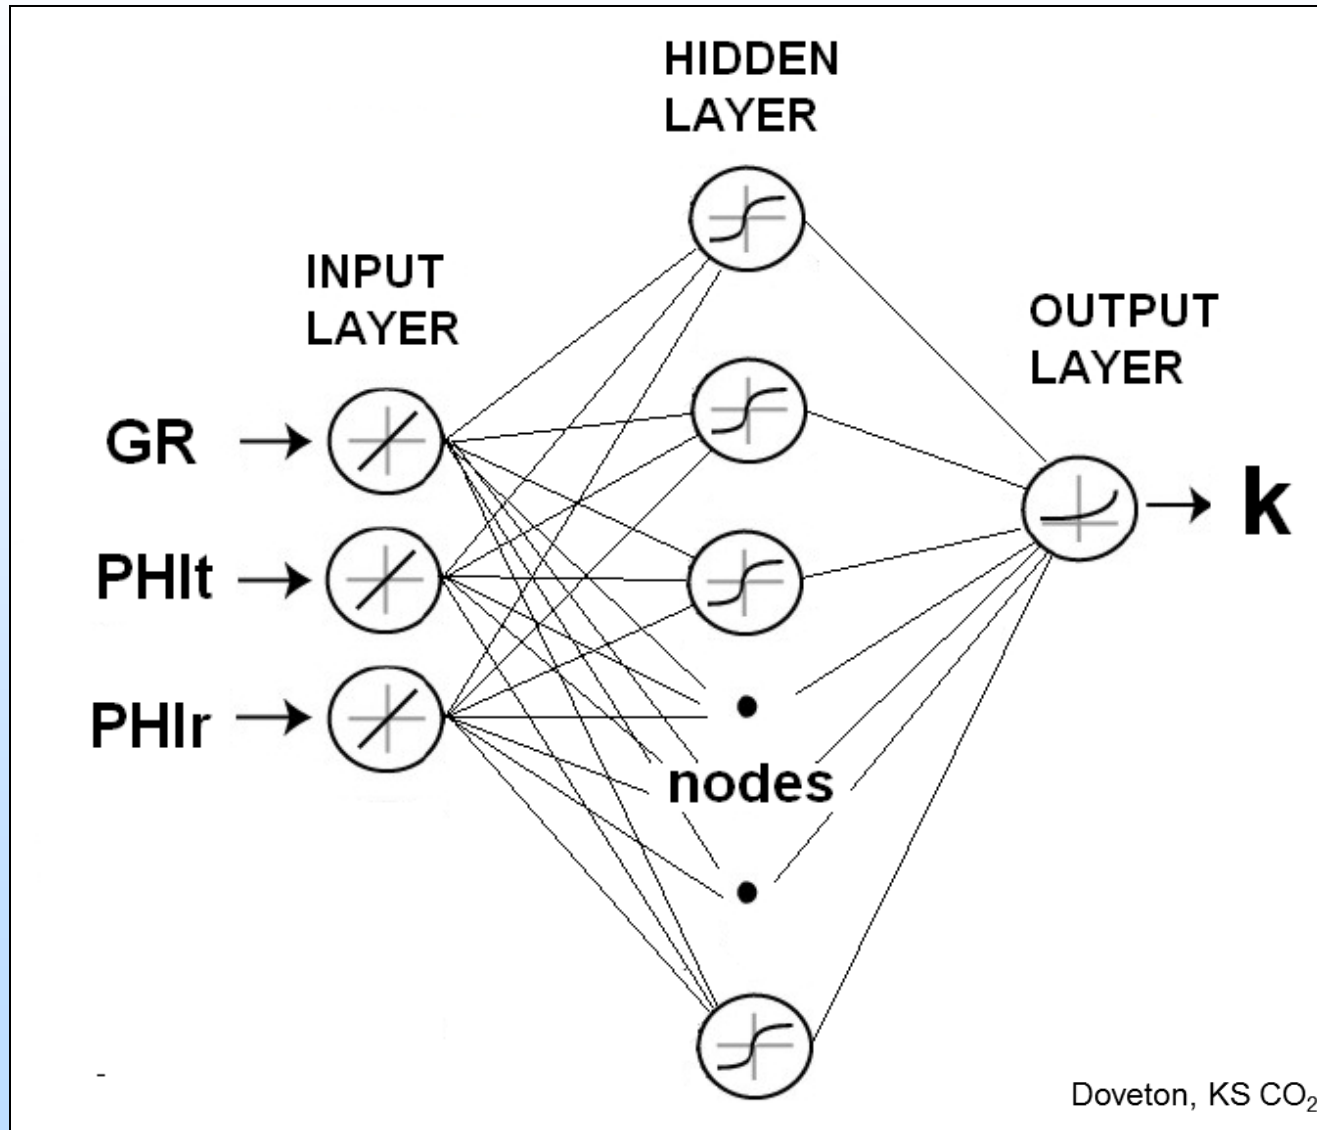 HIDDEN
LAYER
INPUT
LAYER
OUTPUT
LAYER
GR
k
PHIt
PHIr
nodes
-
Doveton, KS CO₂